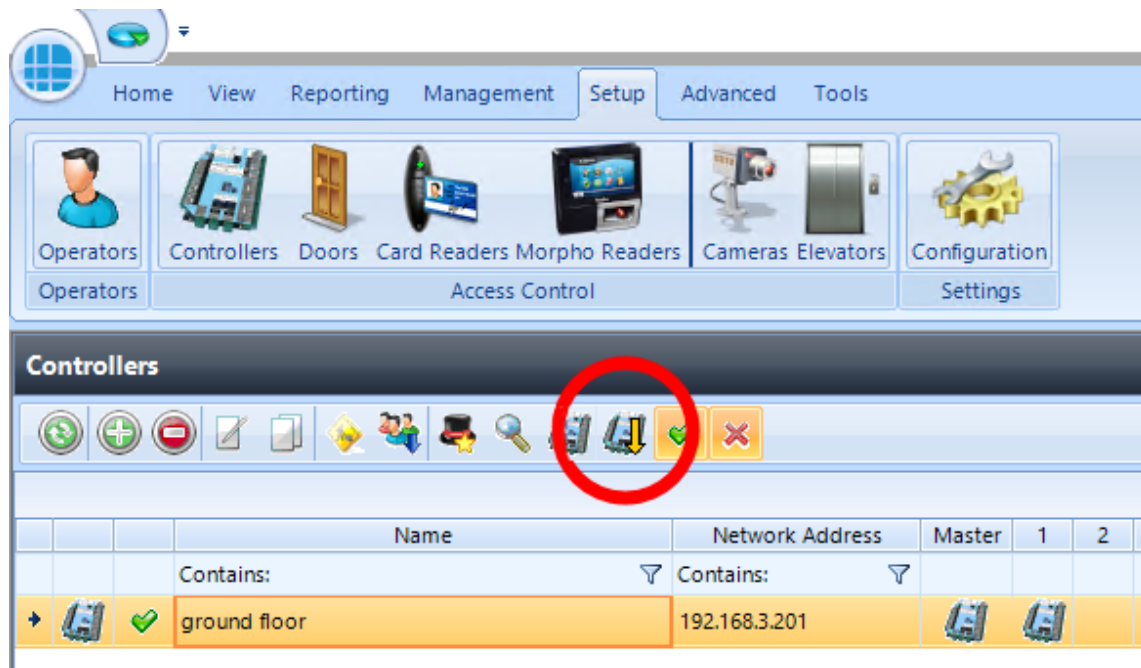 Home View Reporting Management Setup Advanced Tools
Operators Controllers Doors Card Readers Morpho Readers Cameras Elevators Configuration
Operators Access Control Settings
Controllers
Name Network Address Master 1 2
Contains: Contains:
ground floor 192.168.3.201